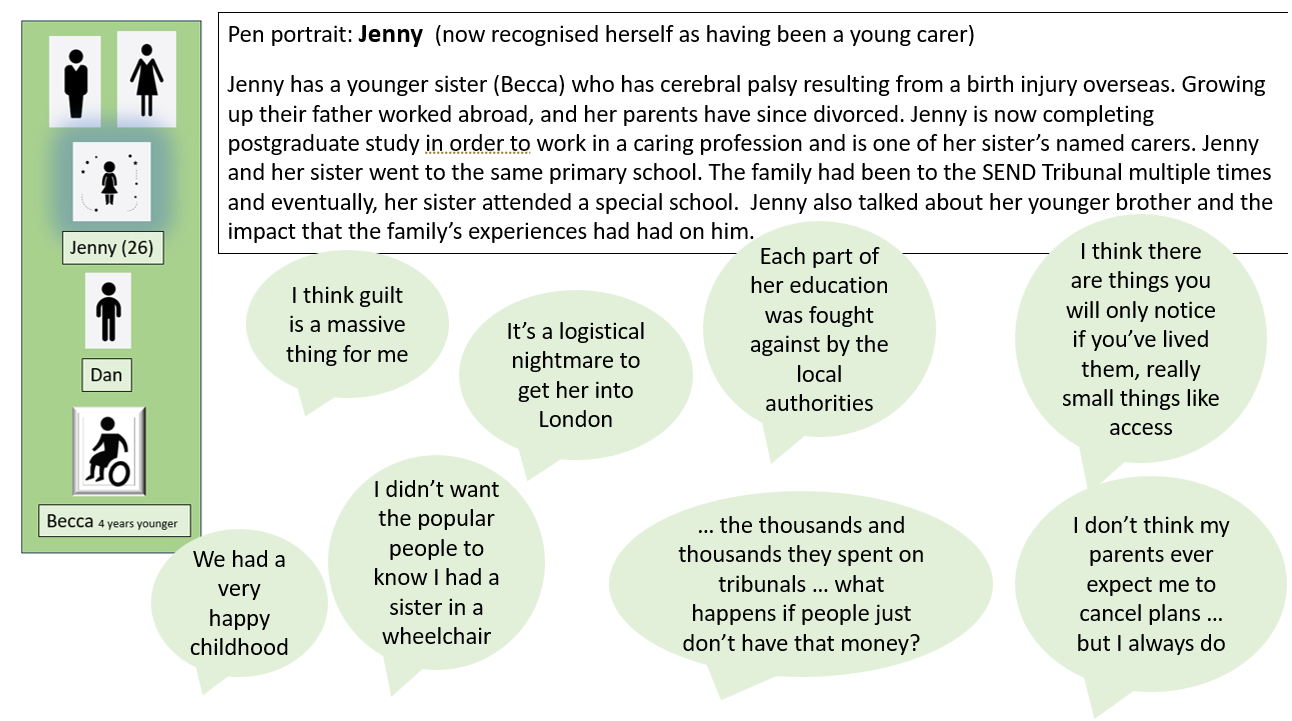 Pen portrait: Jenny (now recognised herself as having been a young carer)
Jenny has a younger sister (Becca) who has cerebral palsy resulting from a birth injury overseas. Growing
up their father worked abroad, and her parents have since divorced. Jenny is now completing
postgraduate study in order to work in a caring profession and is one of her sister’s named carers. Jenny
and her sister went to the same primary school. The family had been to the SEND Tribunal multiple times
and eventually, her sister attended a special school. Jenny also talked about her younger brother and the
impact that the family’s experiences had had on him.
Jenny (26)
Dan
Becca 4 years younger
I think guilt
is a massive
thing for me
It’s a logistical
nightmare to
get her into
London
Each part of
her education
was fought
against by the
local
authorities
I think there
are things you
will only notice
if you’ve lived
them, really
small things like
access
We had a
very
happy
childhood
I didn’t want
the popular
people to
know I had a
sister in a
wheelchair
… the thousands and
thousands they spent on
tribunals … what
happens if people just
don’t have that money?
I don’t think my
parents ever
expect me to
cancel plans …
but I always do